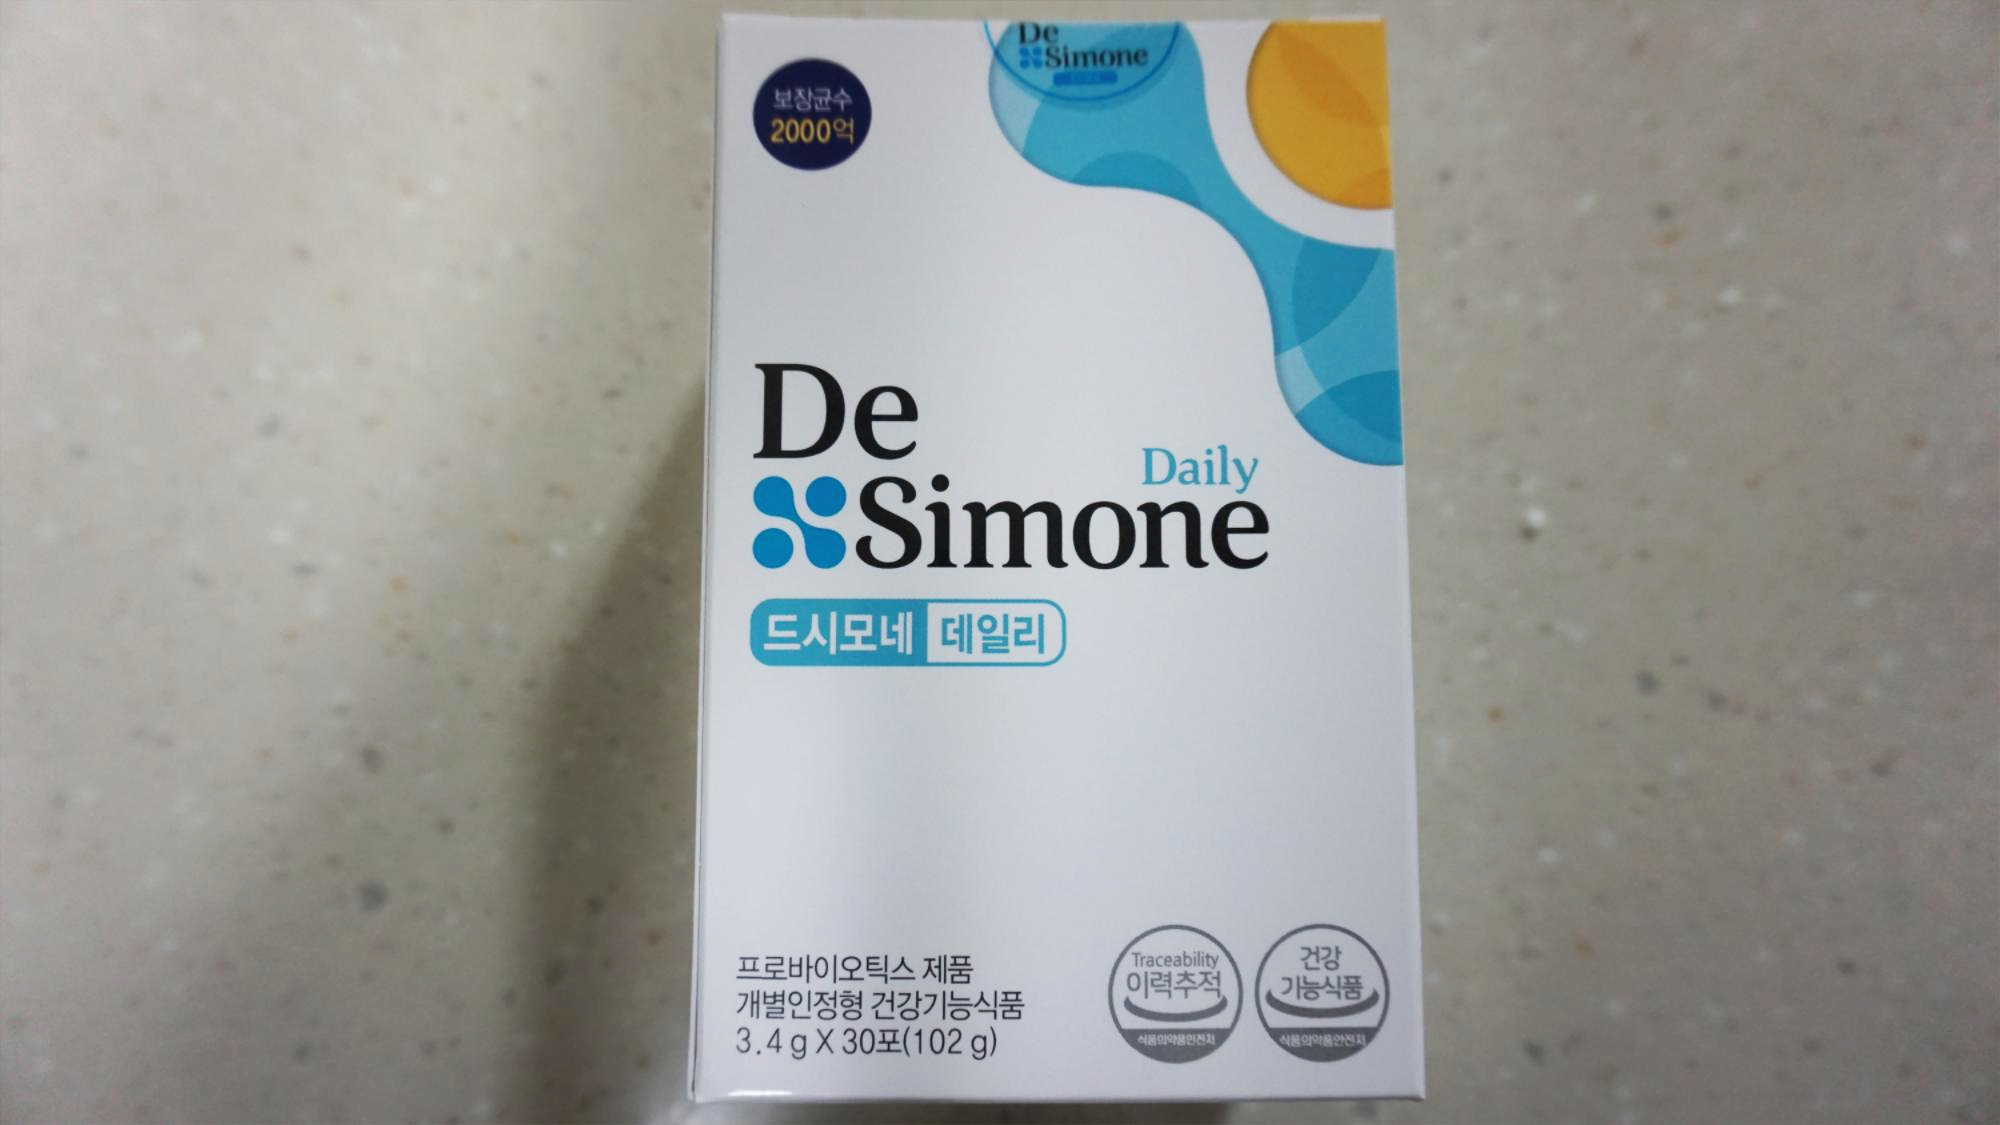 De
Simone
보장균수
2000억
De
Daily
Simone
드시모네 데일리
프로바이오틱스 제품
개별인정형 건강기능식품
3.4 g X 30포(102 g)
Traceability
이력추적
식품의약품안전처
건강
기능식품
식품의약품안전처